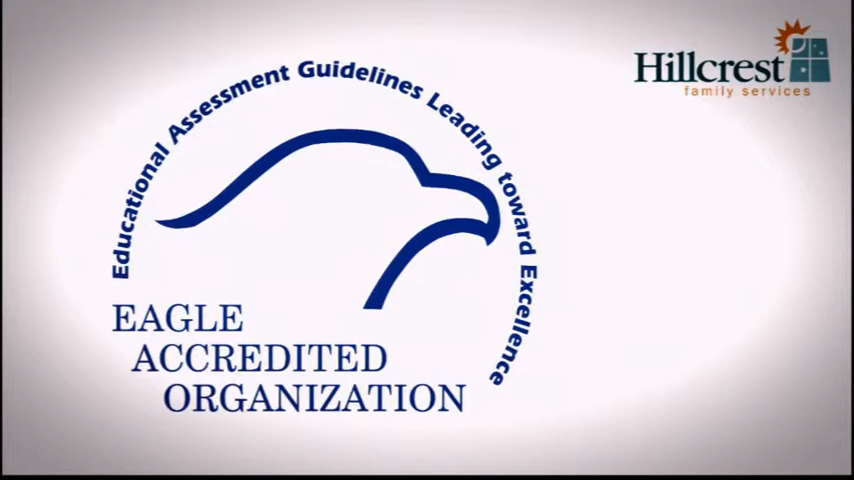 Hillcrest
family services
Educational Assessment Guidelines Leading toward Excellence
EAGLE
ACCREDITED
ORGANIZATION